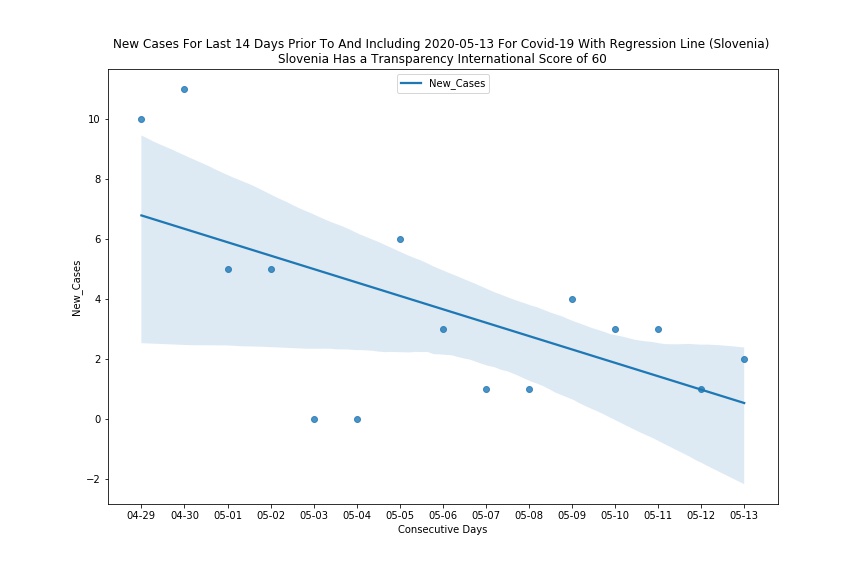 New Cases For Last 14 Days Prior To And Including 2020-05-13 For Covid-19 With Regression Line (Slovenia)
Slovenia Has a Transparency International Score of 60
New_Cases
10
8
6
4
2
0
−2
New_Cases
04-29 04-30 05-01 05-02 05-03 05-04 05-05 05-06 05-07 05-08 05-09 05-10 05-11 05-12 05-13
Consecutive Days